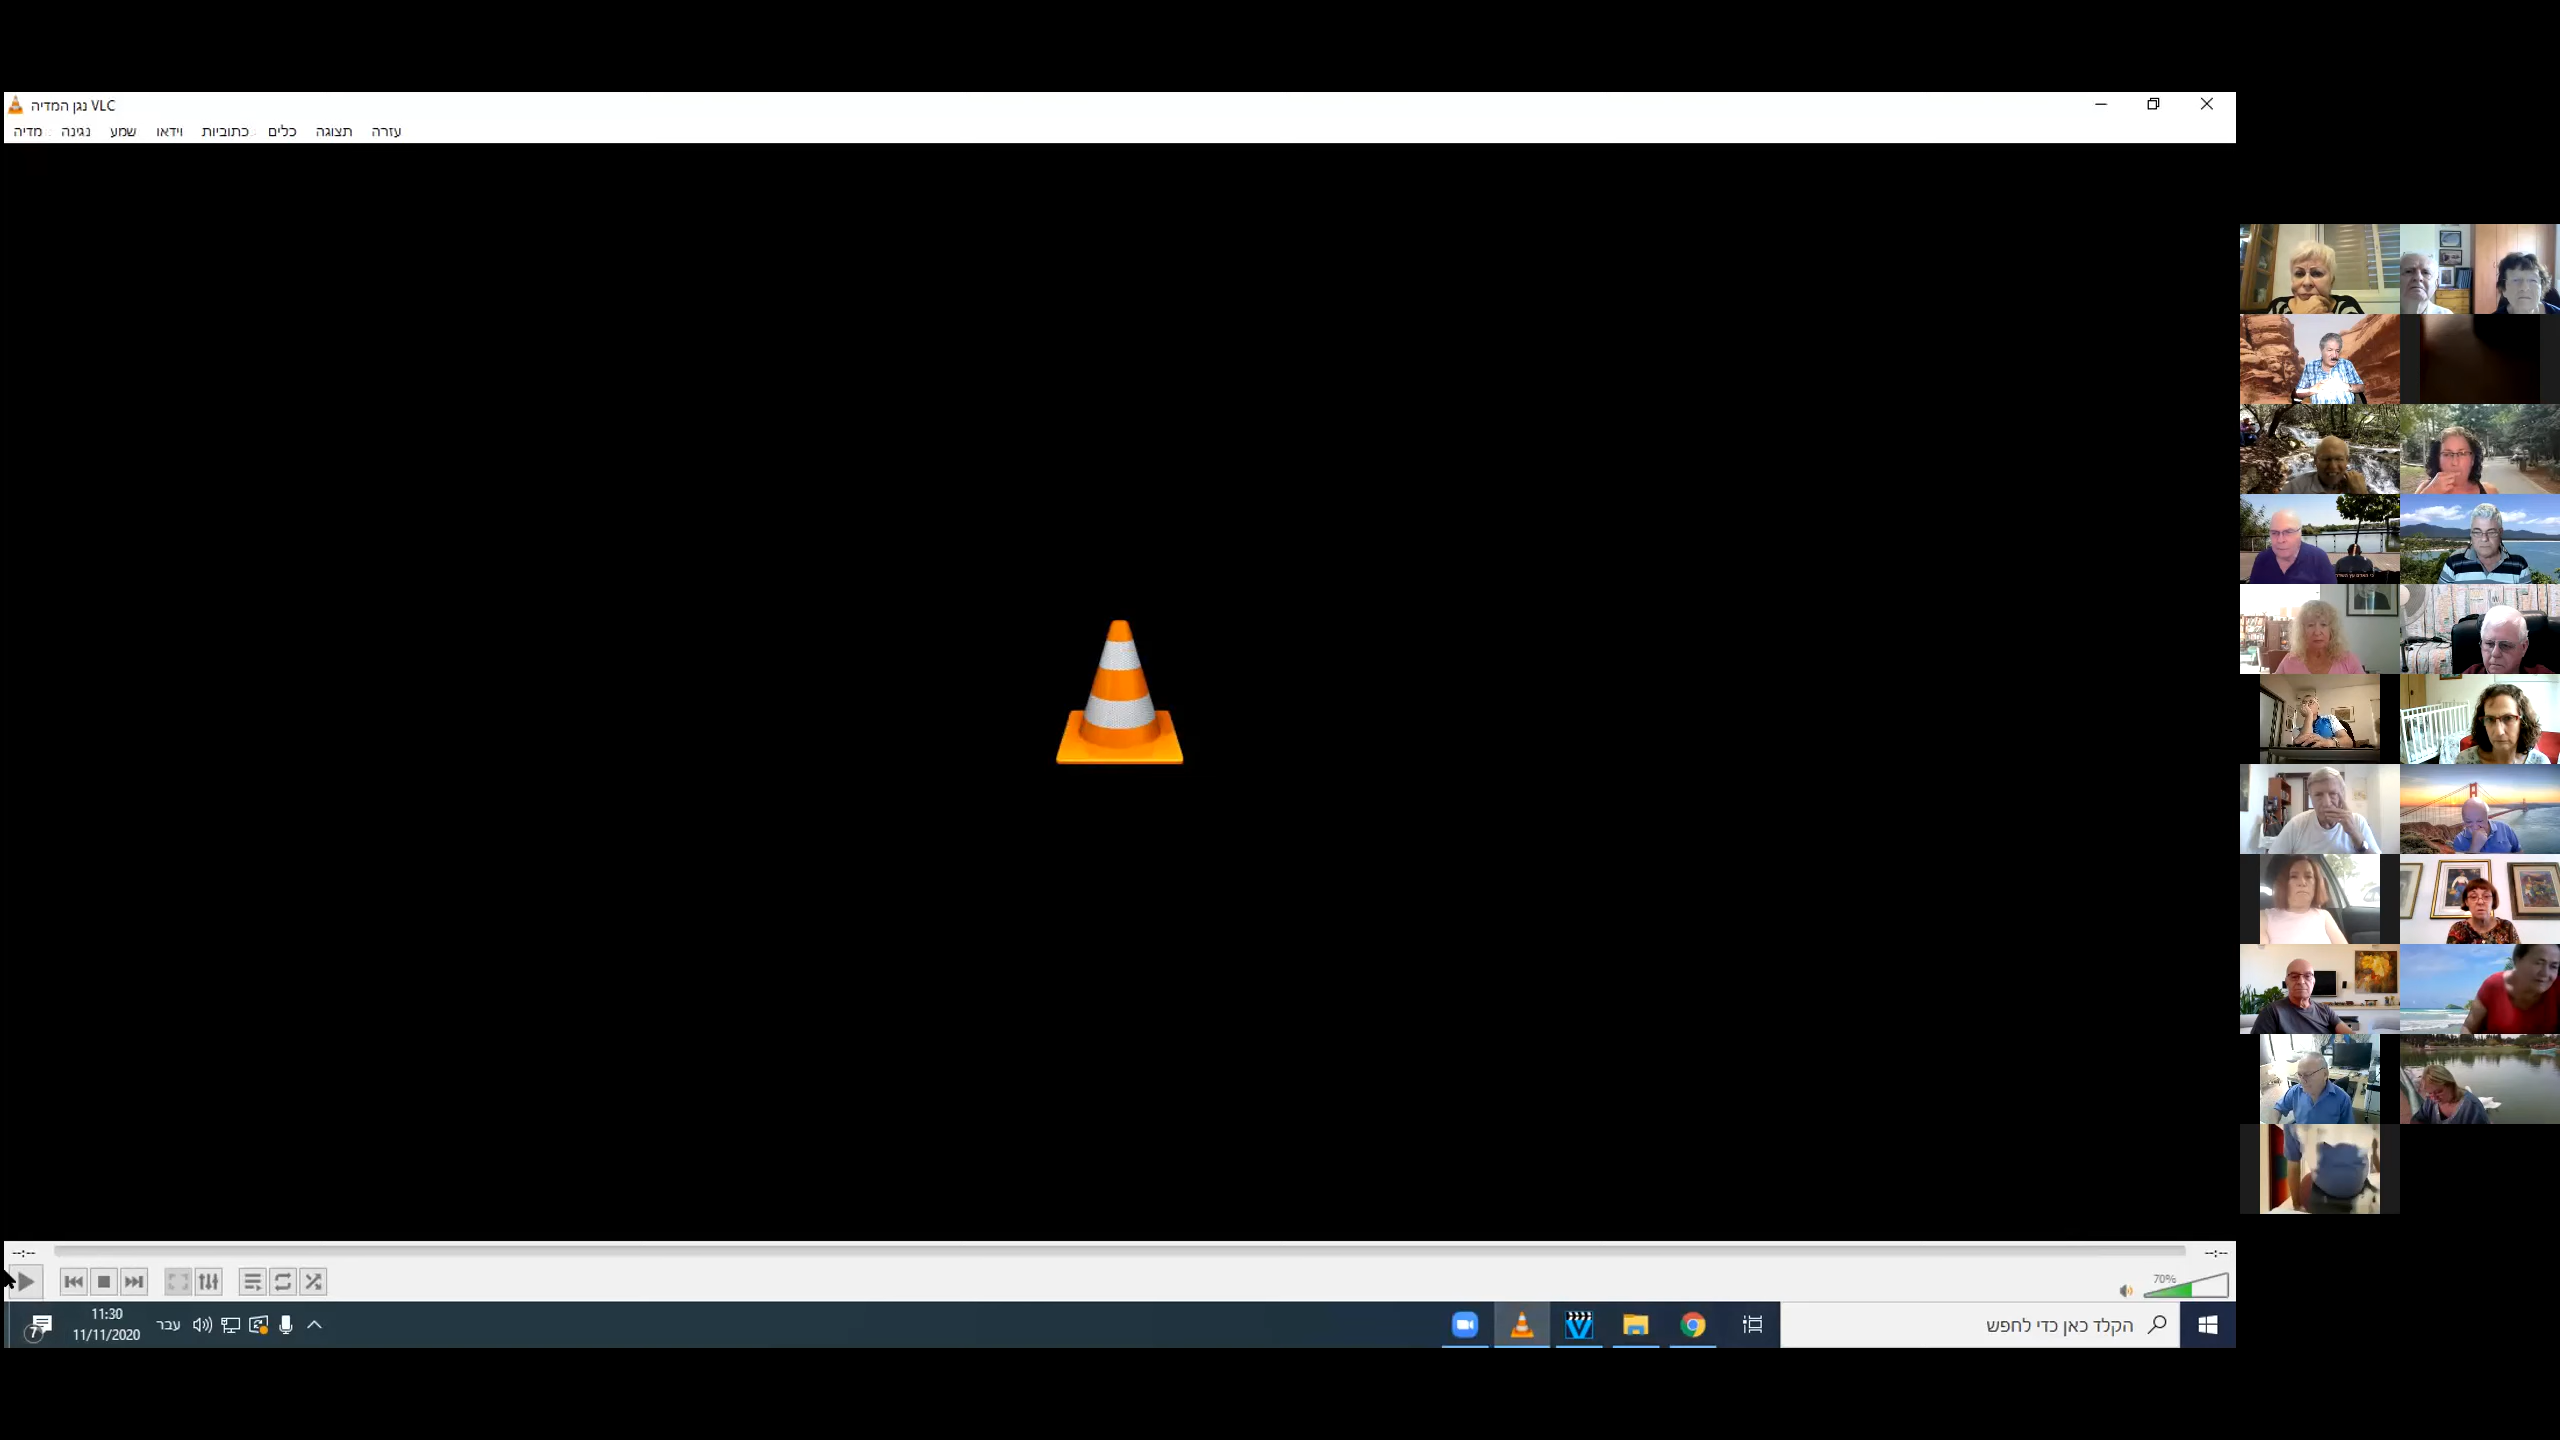 נגן המדיה VLC
מדיה נגינה שמע וידאו כתוביות כלים תצוגה עזרה
--:-- --:--
70%
7
11:30
11/11/2020
עבר
הקלד כאן כדי לחפש